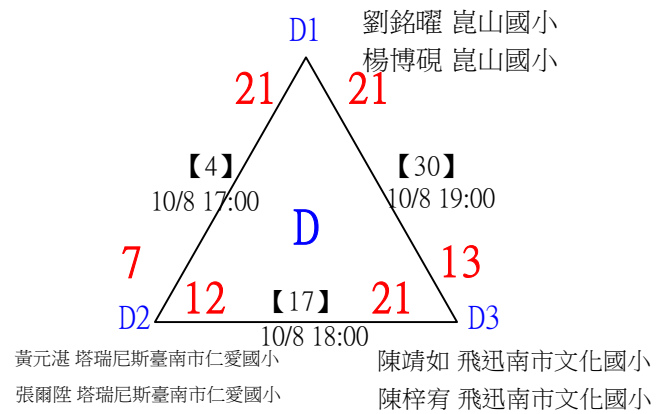 D1
劉銘曜 崑山國小
楊博硯 崑山國小
21
21
【4】
10/8 17:00
【30】
10/8 19:00
D
7
13
12
【17】
21
D2
10/8 18:00
D3
黃元湛 塔瑞尼斯臺南市仁愛國小
陳靖如 飛迅南市文化國小
張爾陞 塔瑞尼斯臺南市仁愛國小
陳梓宥 飛迅南市文化國小